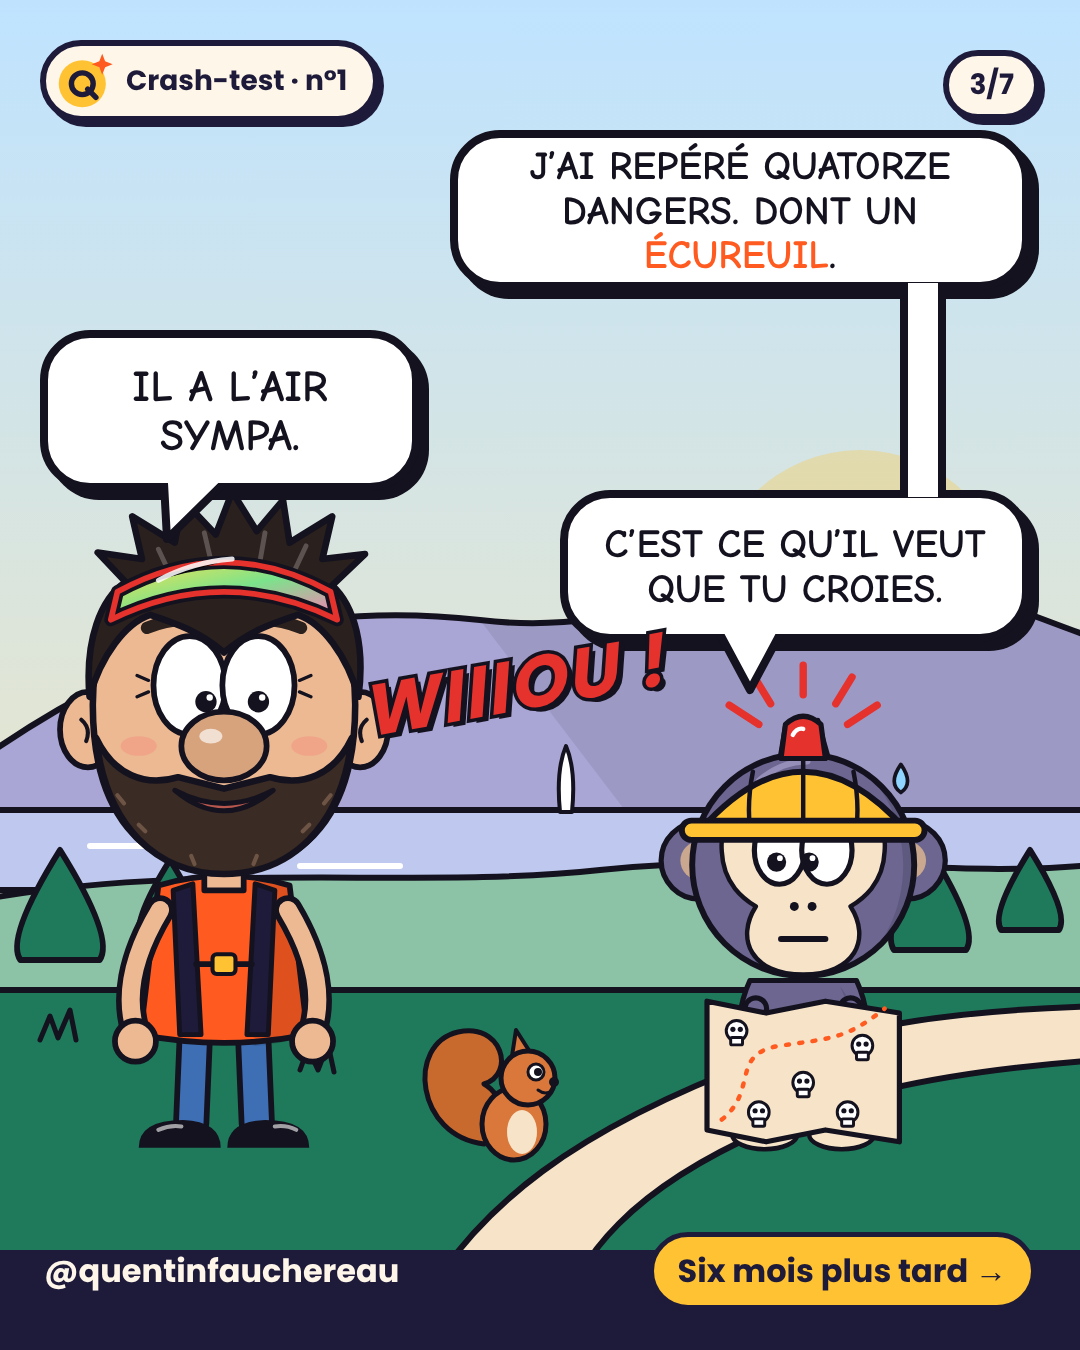 Q Crash-test · nº1
3/7
J'AI REPÉRÉ QUATORZE
DANGERS. DONT UN
ÉCUREUIL.
IL A L'AIR
SYMPA.
C'EST CE QU'IL VEUT
QUE TU CROIES.
WIIIOU !
@quentinfauchereau
Six mois plus tard →